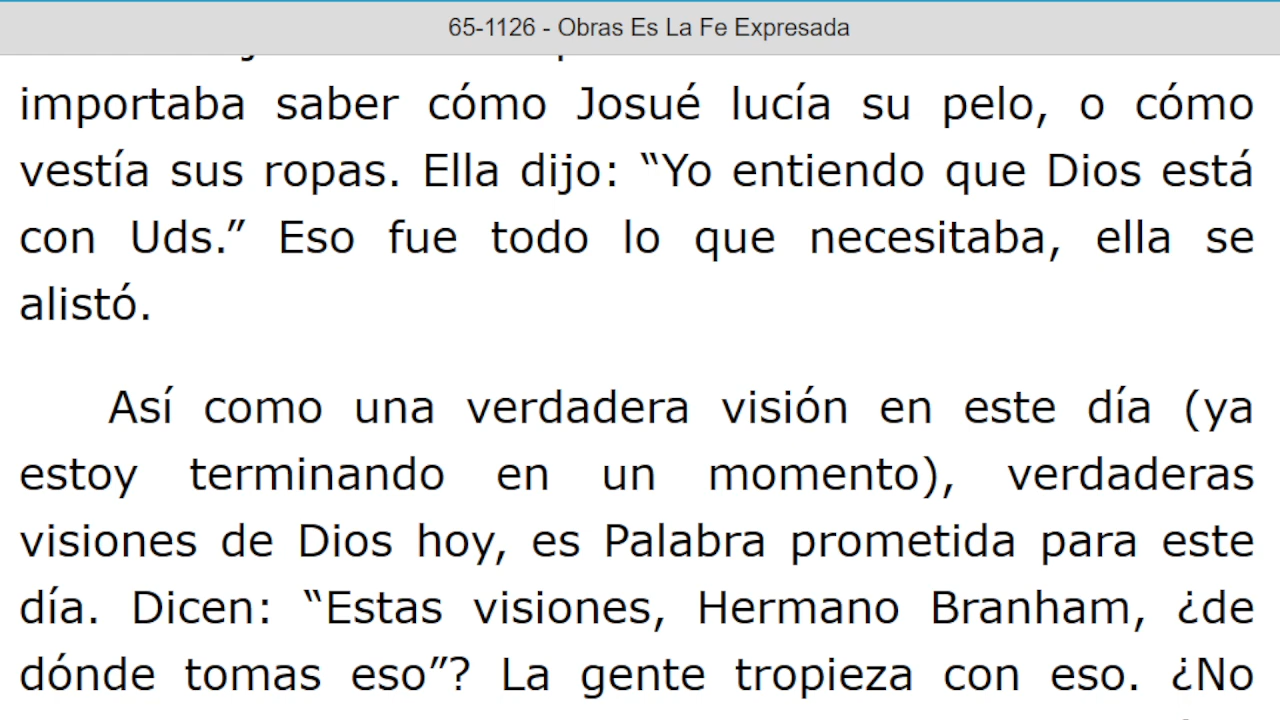 65-1126 - Obras Es La Fe Expresada
importaba saber cómo Josué lucía su pelo, o cómo
vestía sus ropas. Ella dijo: “Yo entiendo que Dios está
con Uds.” Eso fue todo lo que necesitaba, ella se
alistó.
Así como una verdadera visión en este día (ya
estoy terminando en un momento), verdaderas
visiones de Dios hoy, es Palabra prometida para este
día. Dicen: “Estas visiones, Hermano Branham, ¿de
dónde tomas eso”? La gente tropieza con eso. ¿No